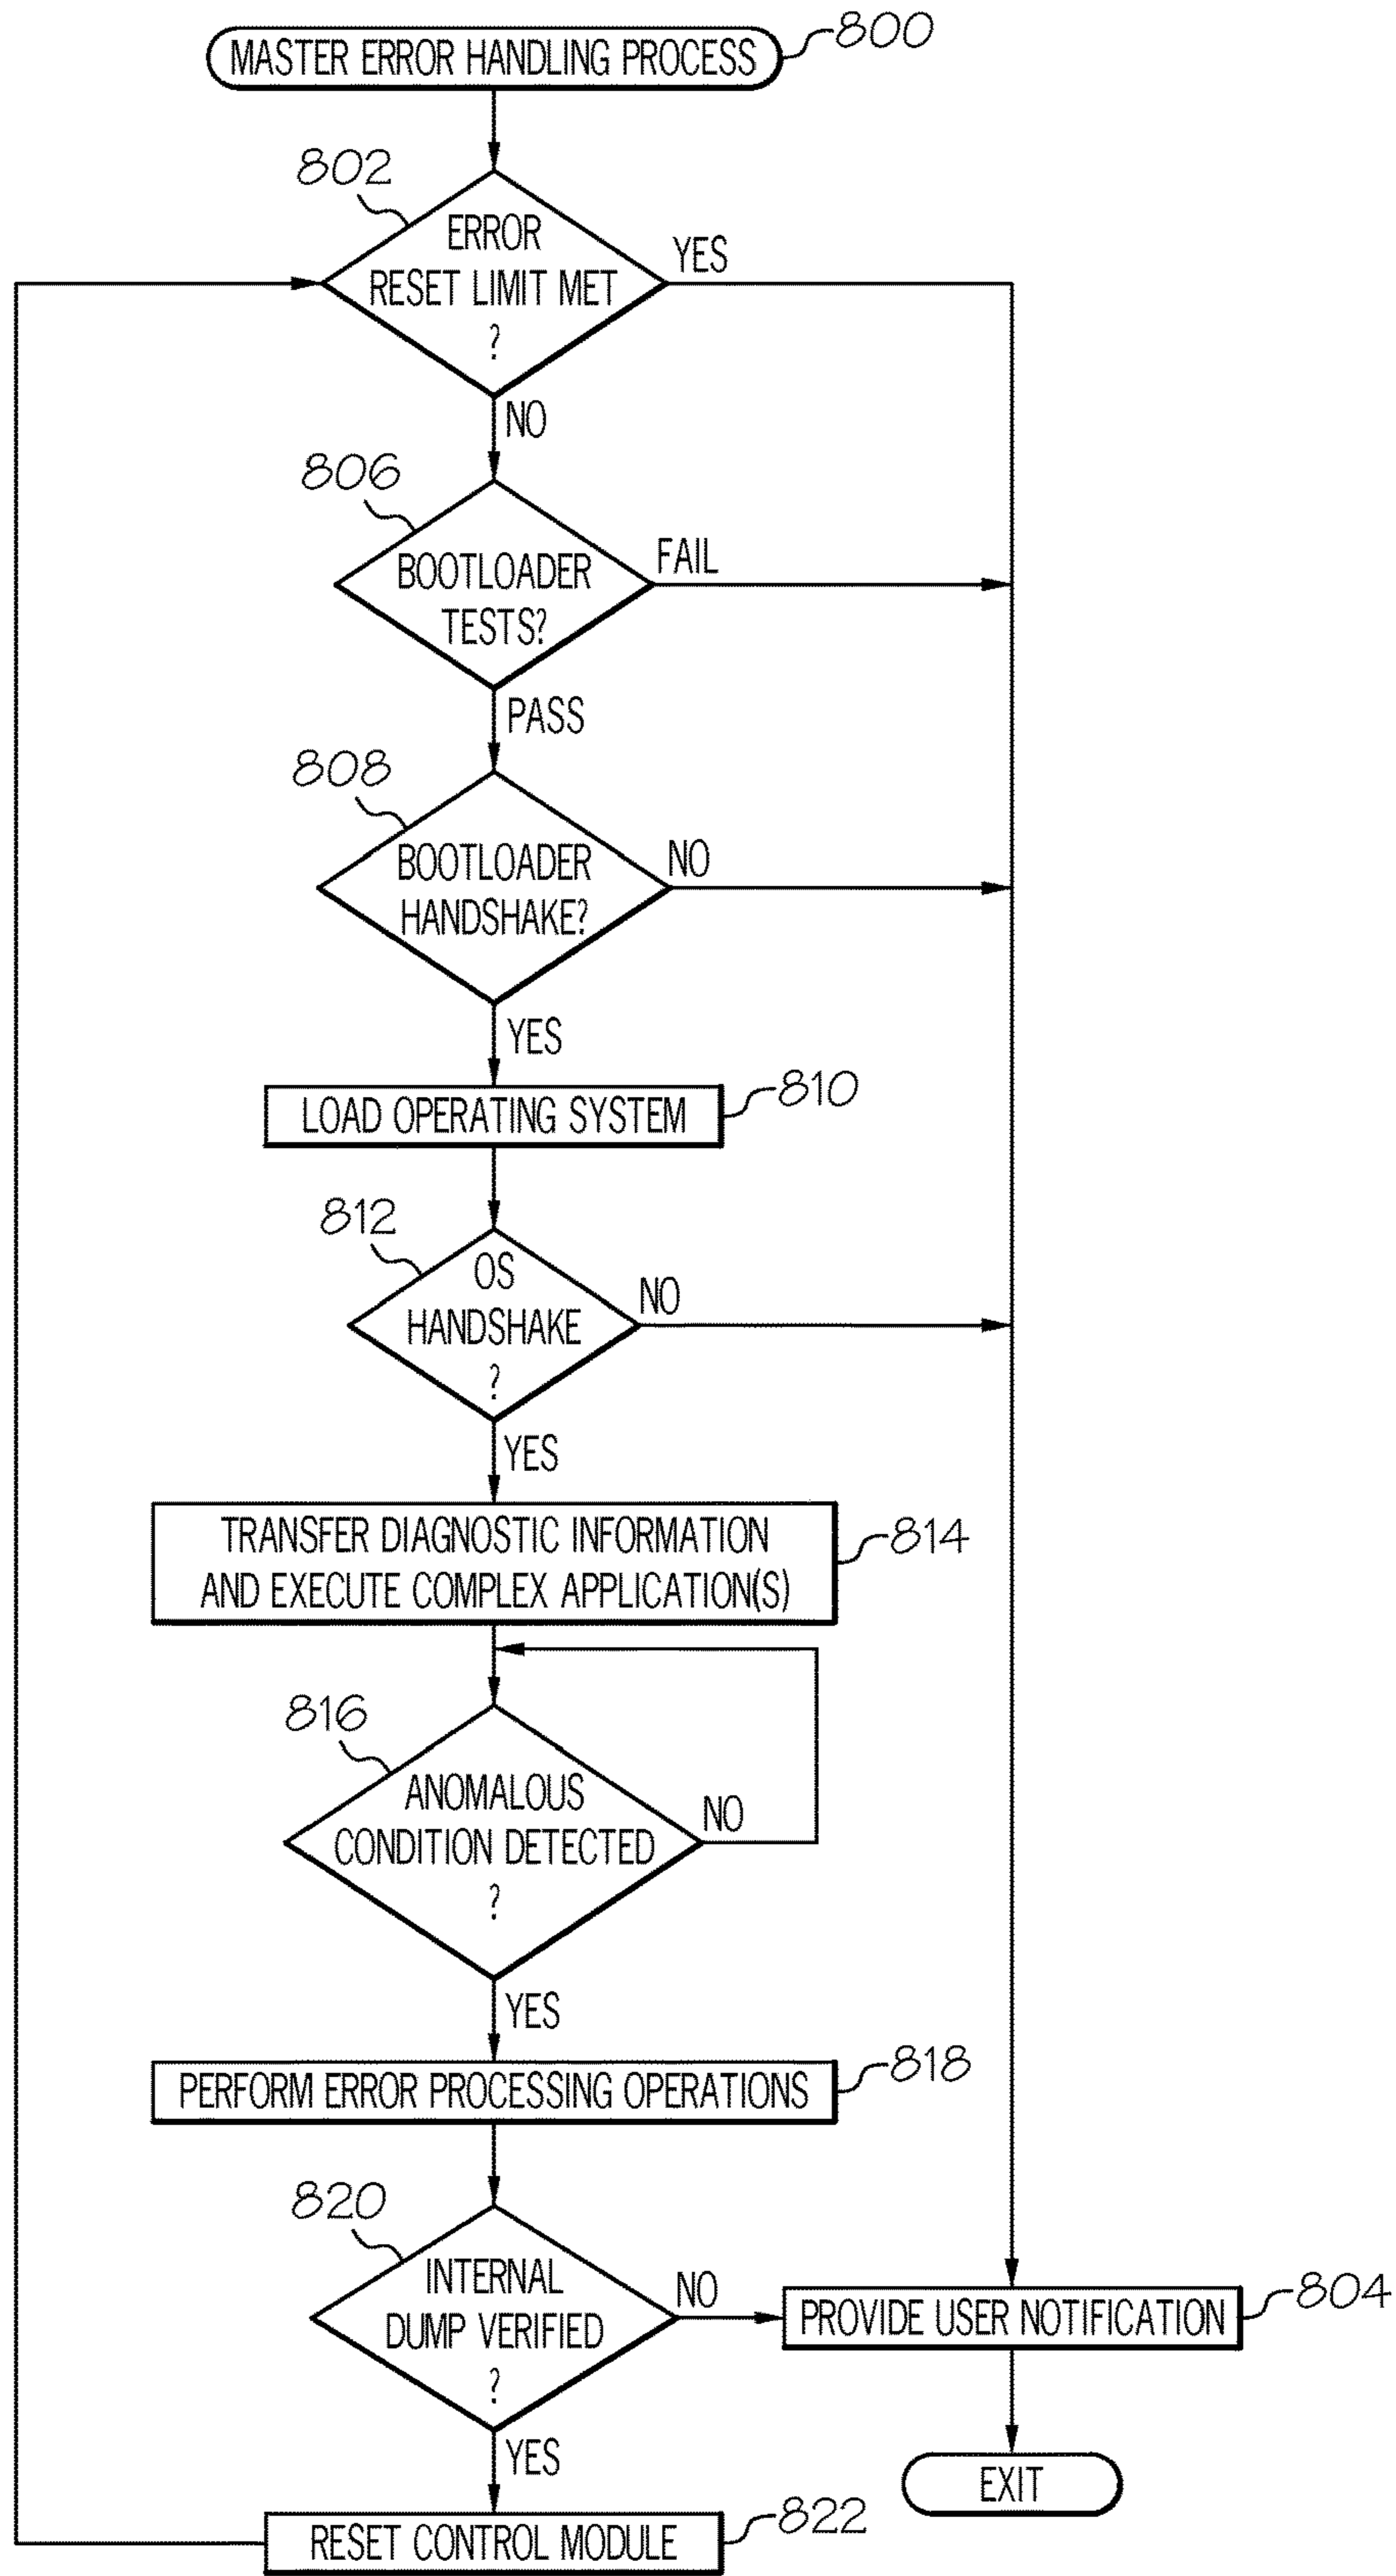 MASTER ERROR HANDLING PROCESS
800
802
ERROR
RESET LIMIT MET
?
YES
NO
806
BOOTLOADER
TESTS?
FAIL
PASS
808
BOOTLOADER
HANDSHAKE?
NO
YES
LOAD OPERATING SYSTEM
810
812
OS
HANDSHAKE
?
NO
YES
TRANSFER DIAGNOSTIC INFORMATION
AND EXECUTE COMPLEX APPLICATION(S)
814
816
ANOMALOUS
CONDITION DETECTED
?
NO
YES
PERFORM ERROR PROCESSING OPERATIONS
818
820
INTERNAL
DUMP VERIFIED
?
NO
PROVIDE USER NOTIFICATION
804
YES
EXIT
RESET CONTROL MODULE
822